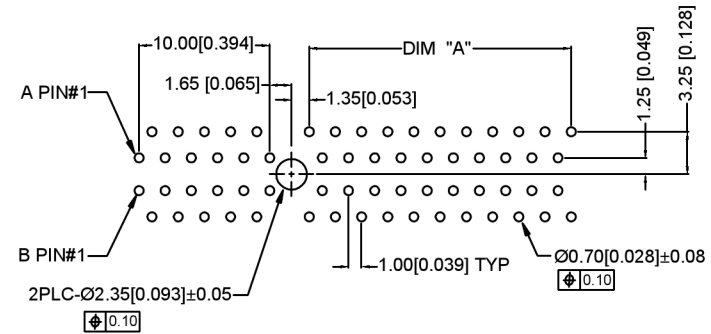 10.00[0.394]
DIM "A"
1.65 [0.065]
1.35[0.053]
1.25 [0.049]
3.25 [0.128]
A PIN#1
B PIN#1
1.00[0.039] TYP
Ø0.70[0.028]±0.08
⌖ 0.10
2PLC-Ø2.35[0.093]±0.05
⌖ 0.10